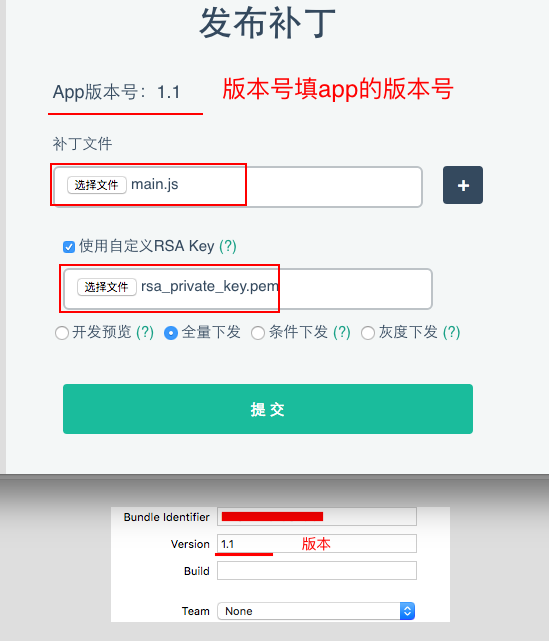 发布补丁
App版本号：1.1 版本号填app的版本号
补丁文件
选择文件 main.js +
使用自定义RSA Key (?)
选择文件 rsa_private_key.pem
开发预览 (?) 全量下发 条件下发 (?) 灰度下发 (?)
提 交
Bundle Identifier
Version 1.1 版本
Build
Team None